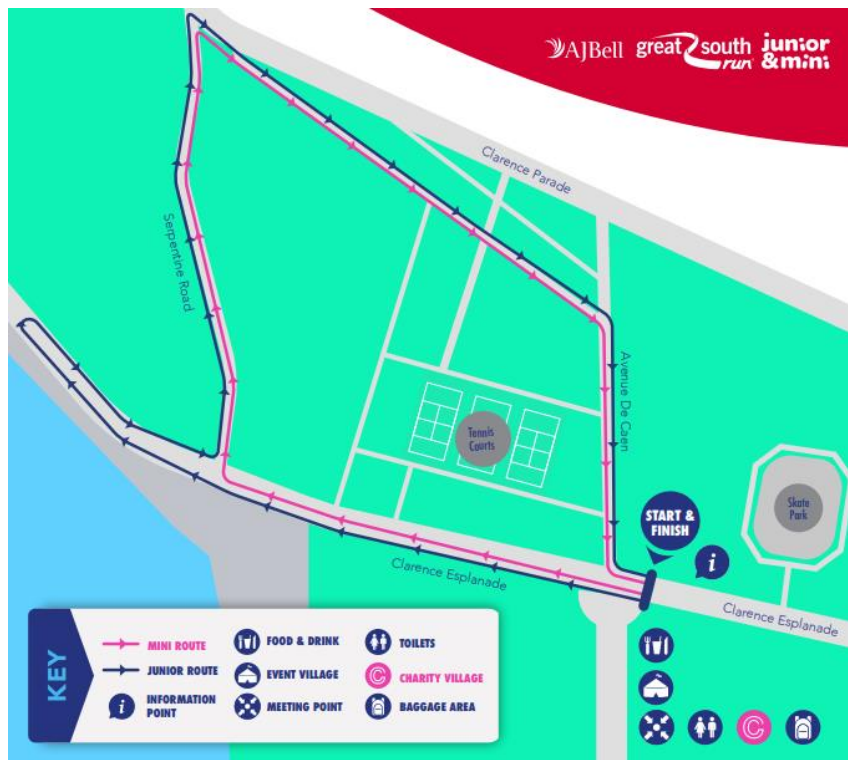 AJBell great south run junior & mini
Clarence Parade
Serpentine Road
Avenue De Caen
Tennis
Courts
START &
FINISH
Skate
Park
i
Clarence Esplanade
Clarence Esplanade
KEY
MINI ROUTE
JUNIOR ROUTE
i
INFORMATION
POINT
FOOD & DRINK
EVENT VILLAGE
MEETING POINT
TOILETS
C
CHARITY VILLAGE
BAGGAGE AREA
C